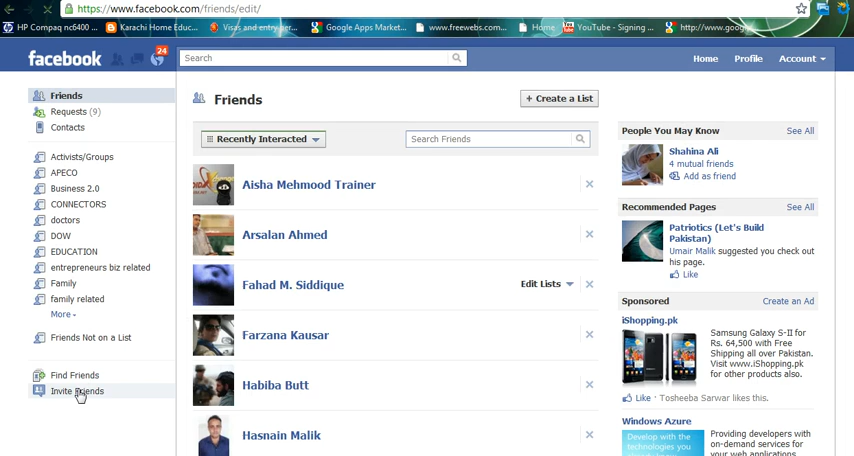 https://www.facebook.com/friends/edit/
HP Compaq nc6400 ...
Karachi Home Educ...
Visas and entry ser...
Google Apps Market...
www.freewebs.com...
Home
YouTube - Signing ...
http://www.goog
facebook
24
Search
Home
Profile
Account
Friends
Requests (9)
Contacts
Activists/Groups
APECO
Business 2.0
CONNECTORS
doctors
DOW
EDUCATION
entrepreneurs biz related
Family
family related
More
Friends Not on a List
Find Friends
Invite Friends
Friends
+ Create a List
Recently Interacted
Search Friends
Aisha Mehmood Trainer
Arsalan Ahmed
Fahad M. Siddique
Edit Lists
Farzana Kausar
Habiba Butt
Hasnain Malik
People You May Know
See All
Shahina Ali
4 mutual friends
Add as friend
Recommended Pages
See All
Patriotics (Let's Build
Pakistan)
Umair Malik suggested you check out
his page.
Like
Sponsored
Create an Ad
iShopping.pk
Samsung Galaxy S-II for
Rs. 64,500 with Free
Shipping all over Pakistan.
Visit www.iShopping.pk
for other products also.
Like · Tosheeba Sarwar likes this.
Windows Azure
Develop with the
technologies you
Providing developers with
on-demand services for
your web applications